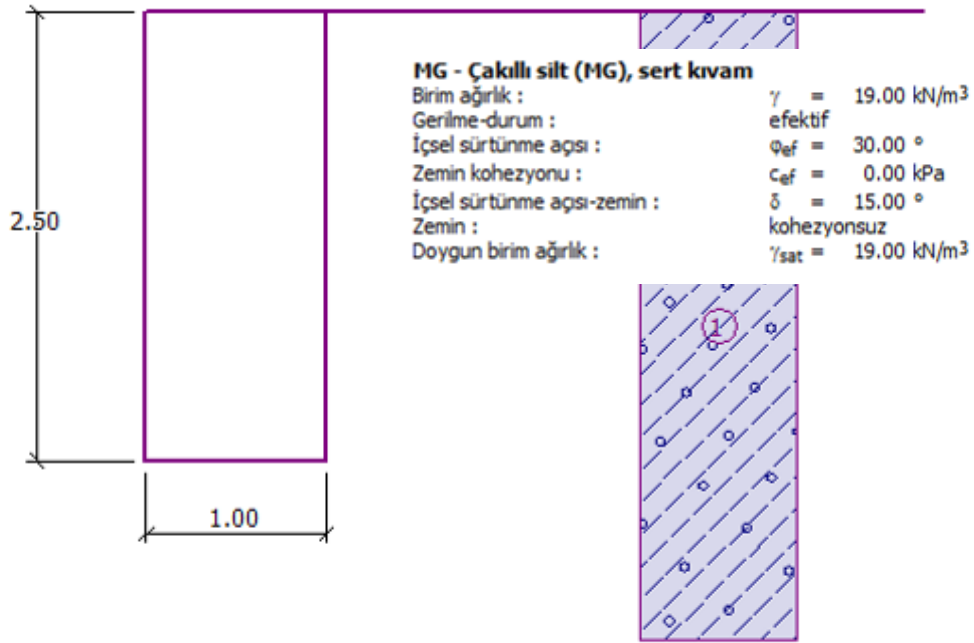 MG - Çakıllı silt (MG), sert kıvam
Birim ağırlık : γ = 19.00 kN/m³
Gerilme-durum : efektif
İçsel sürtünme açısı : φef = 30.00 °
Zemin kohezyonu : cef = 0.00 kPa
İçsel sürtünme açısı-zemin : δ = 15.00 °
Zemin : kohezyonsuz
Doygun birim ağırlık : γsat = 19.00 kN/m³
2.50
1
1.00